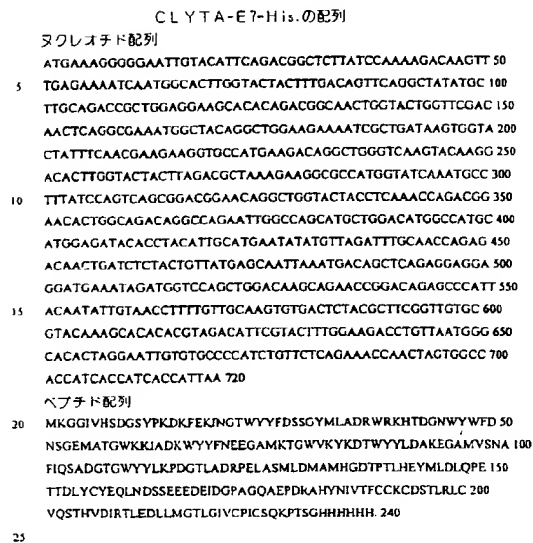 CLYTA-E7-His.の配列
ヌクレオチド配列
ATGAAAGGGGGAATTGTACATTCAGACGGCTCTTATCCAAAAGACAAGTT 50
5 TGAGAAAATCAATGGCACTTGGTACTACTTTGACAGTTCAGGCTATATGC 100
TTGCAGACCGCTGGAGGAAGCACACAGACGGCAACTGGTACTGGTTCGAC 150
AACTCAGGCGAAATGGCTACAGGCTGGAAGAAAATCGCTGATAAGTGGTA 200
CTATTTCAACGAAGAAGGTGCCATGAAGACAGGCTGGGTCAAGTACAAGG 250
ACACTTGGTACTACTTAGACGCTAAAGAAGGCGCCATGGTATCAAATGCC 300
10 TTTATCCAGTCAGCGGACGGAACAGGCTGGTACTACCTCAAACCAGACGG 350
AACACTGGCAGACAGGCCAGAATTGGCCAGCATGCTGGACATGGCCATGC 400
ATGGAGATACACCTACATTGCATGAATATATGTTAGATTTGCAACCAGAG 450
ACAACTGATCTCTACTGTTATGAGCAATTAAATGACAGCTCAGAGGAGGA 500
GGATGAAATAGATGGTCCAGCTGGACAAGCAGAACCGGACAGAGCCCATT 550
15 ACAATATTGTAACCTTTTGTTGCAAGTGTGACTCTACGCTTCGGTTGTGC 600
GTACAAAGCACACACGTAGACATTCGTACTTTGGAAGACCTGTTAATGGG 650
CACACTAGGAATTGTGTGCCCCATCTGTTCTCAGAAACCAACTAGTGGCC 700
ACCATCACCATCACCATTAA 720
ペプチド配列
20 MKGGIVHSDGSYPKDKFEKINGTWYYFDSSGYMLADRWRKHTDGNWYWFD 50
NSGEMATGWKKIADKWYYFNEEGAMKTGWVKYKDTWYYLDAKEGAMVSNA 100
FIQSADGTGWYYLKPDGTLADRPELASMLDMAMHGDTPTLHEYMLDLQPE 150
TTDLYCYEQLNDSSEEEDEIDGPAGQAEPDRAHYNIVTFCCKCDSTLRLC 200
VQSTHVDIRTLEDLLMGTLGIVCPICSQKPTSGHHHHHH. 240
25